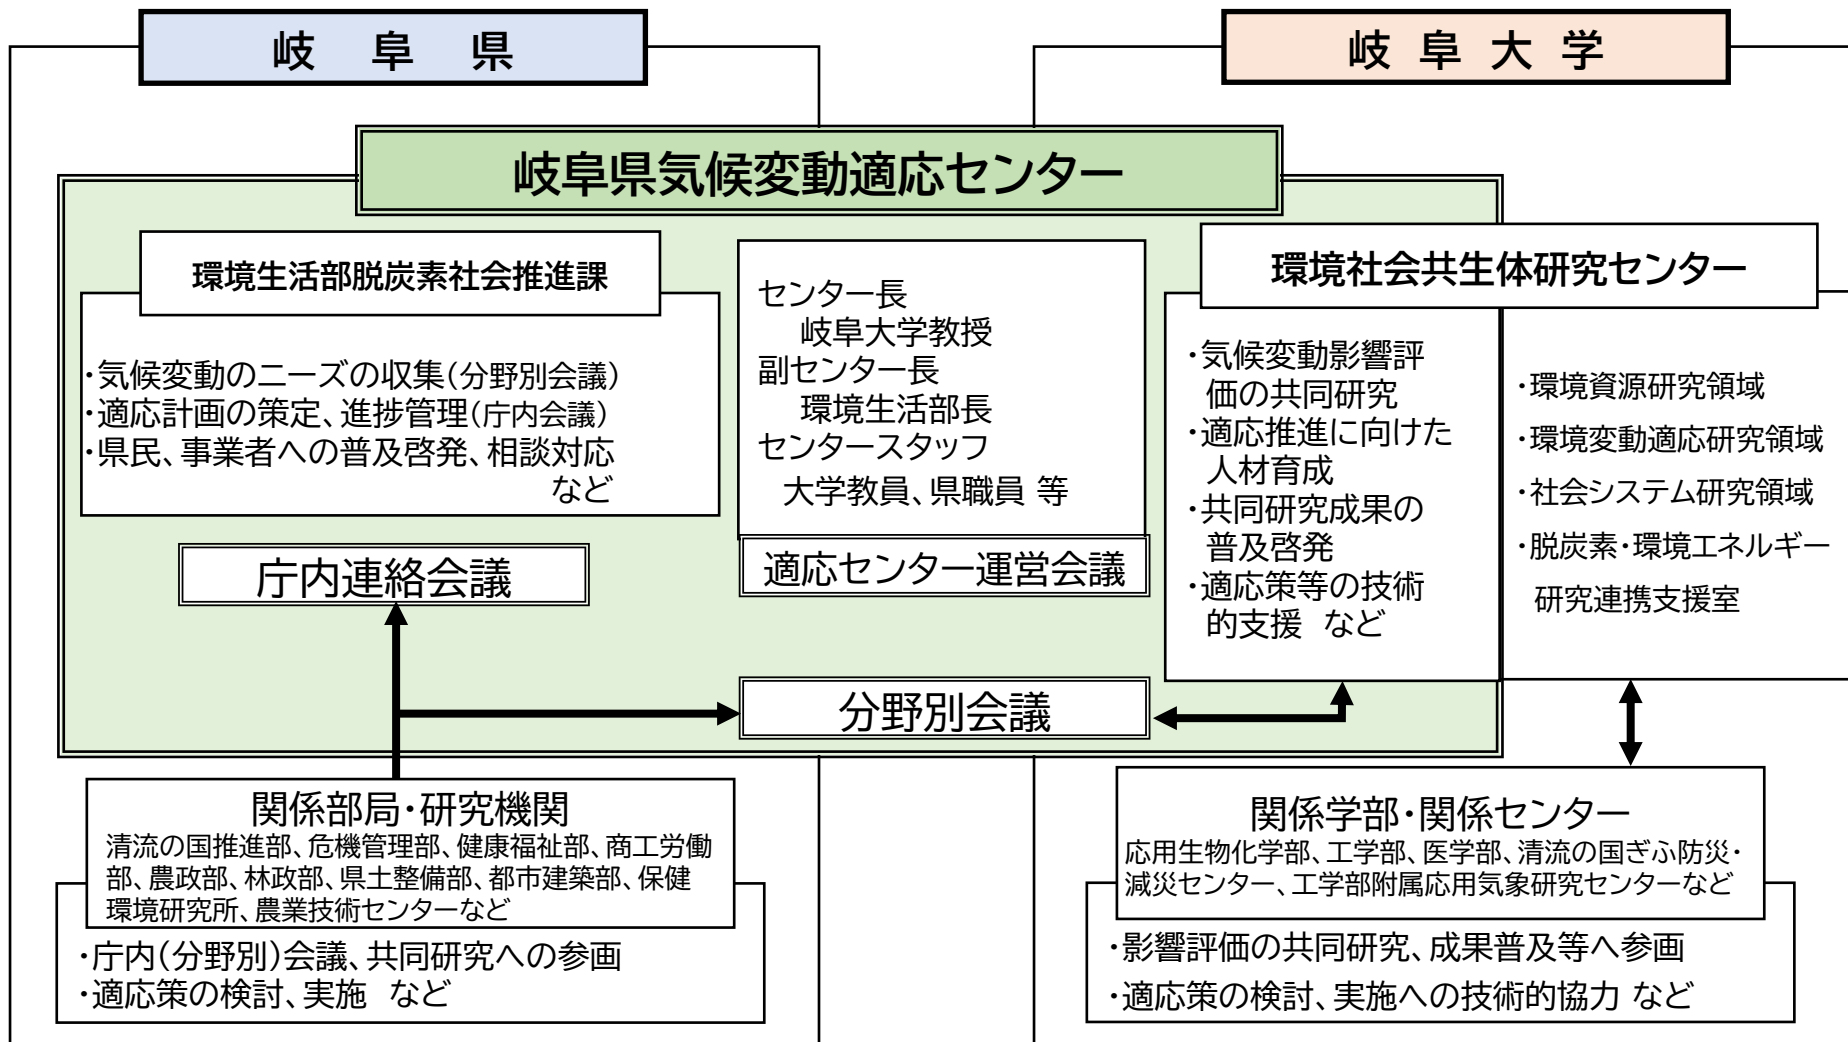 岐阜県
岐阜大学
岐阜県気候変動適応センター
環境生活部脱炭素社会推進課
・気候変動のニーズの収集(分野別会議)
・適応計画の策定、進捗管理(庁内会議)
・県民、事業者への普及啓発、相談対応
など
庁内連絡会議
センター長
岐阜大学教授
副センター長
環境生活部長
センタースタッフ
大学教員、県職員 等
適応センター運営会議
分野別会議
環境社会共生体研究センター
・気候変動影響評
価の共同研究
・適応推進に向けた
人材育成
・共同研究成果の
普及啓発
・適応策等の技術
的支援 など
・環境資源研究領域
・環境変動適応研究領域
・社会システム研究領域
・脱炭素・環境エネルギー
研究連携支援室
関係部局・研究機関
清流の国推進部、危機管理部、健康福祉部、商工労働
部、農政部、林政部、県土整備部、都市建築部、保健
環境研究所、農業技術センターなど
・庁内(分野別)会議、共同研究への参画
・適応策の検討、実施 など
関係学部・関係センター
応用生物化学部、工学部、医学部、清流の国ぎふ防災・
減災センター、工学部附属応用気象研究センターなど
・影響評価の共同研究、成果普及等へ参画
・適応策の検討、実施への技術的協力 など